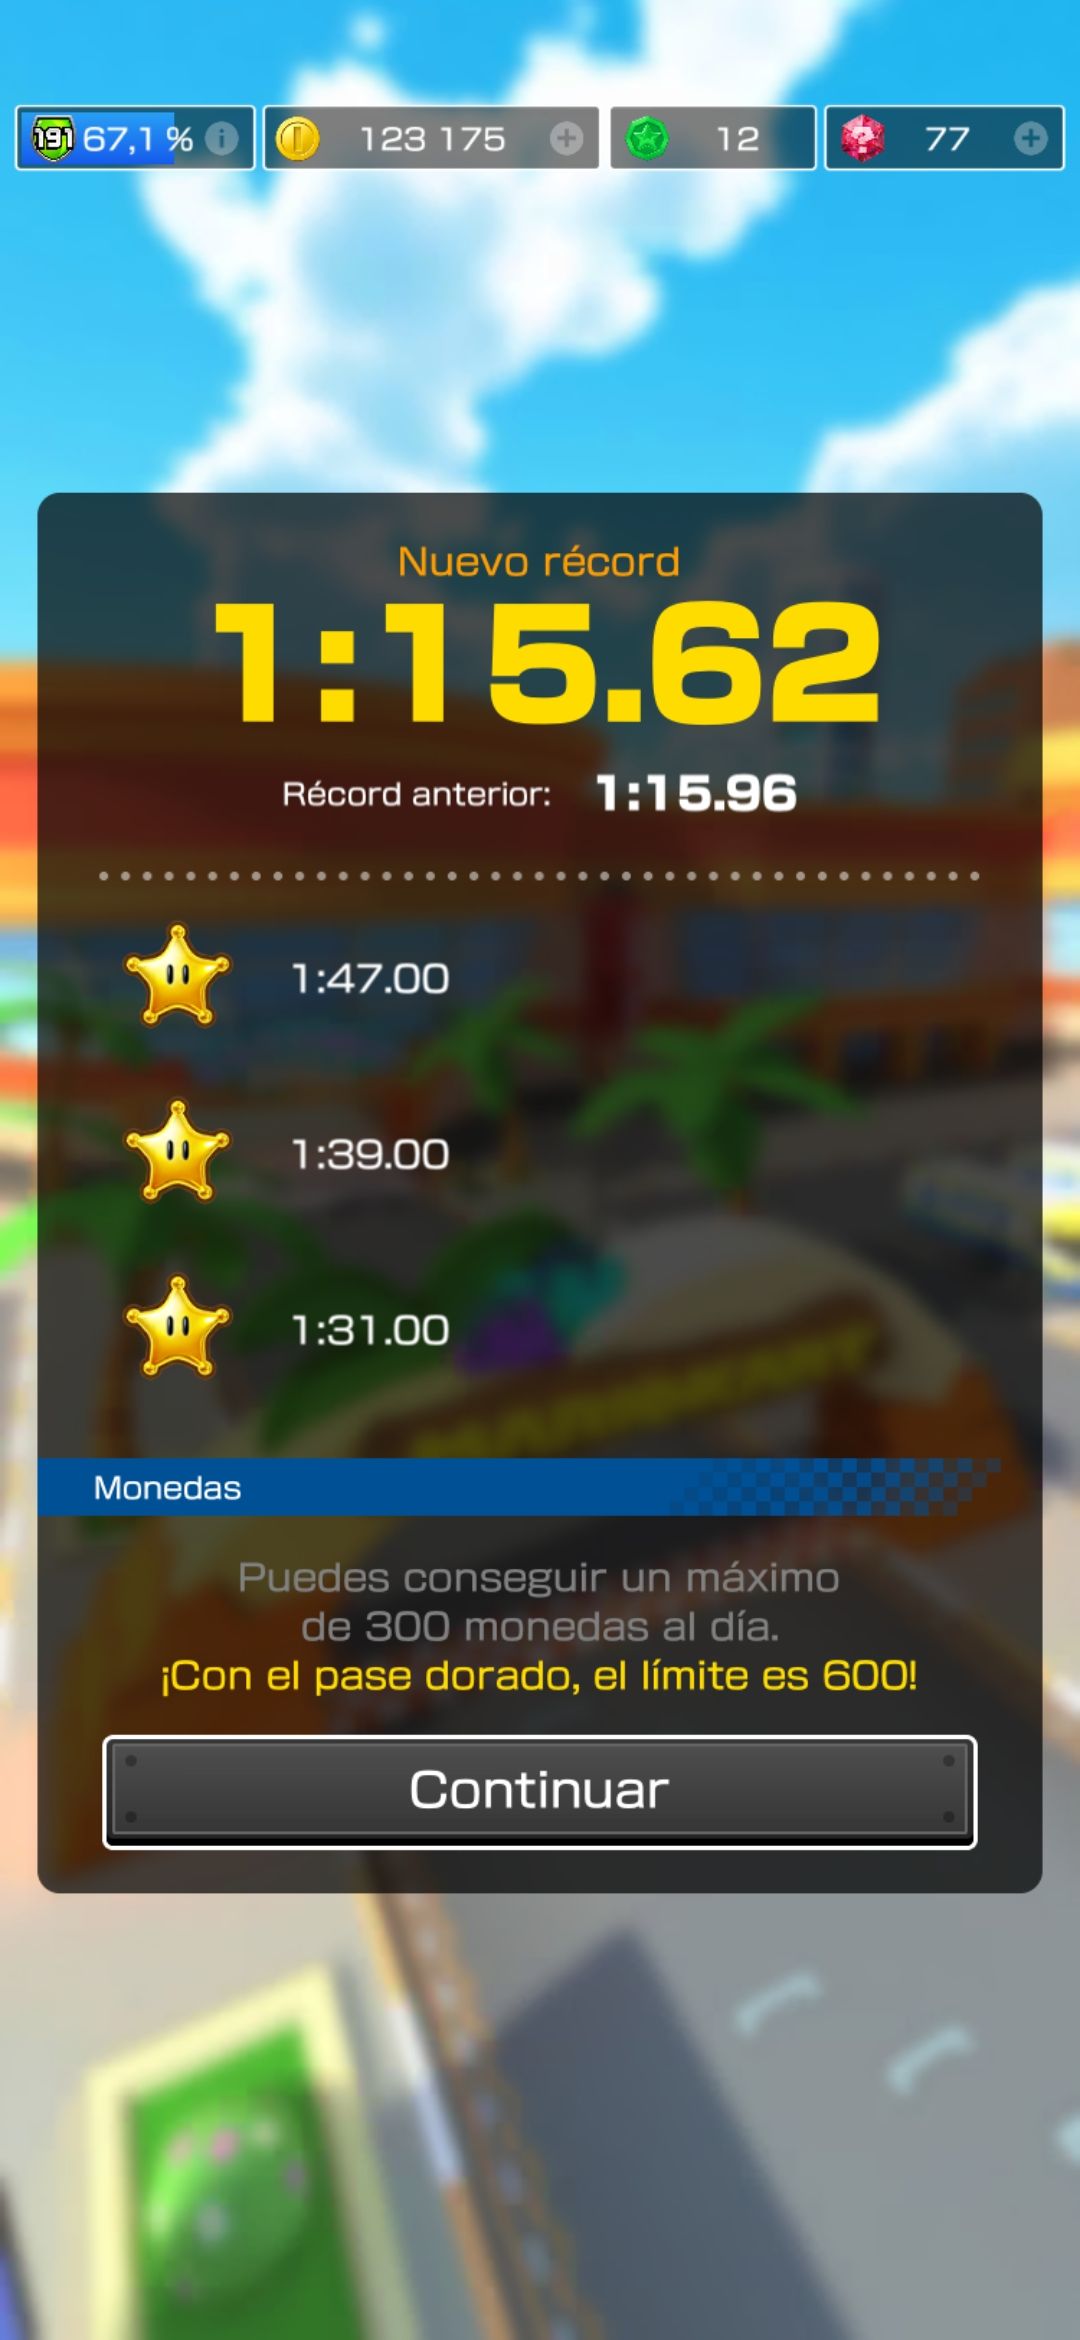 191 67,1 % i 123 175 + 12 77 +
Nuevo récord
1:15.62
Récord anterior: 1:15.96
1:47.00
1:39.00
1:31.00
Monedas
Puedes conseguir un máximo
de 300 monedas al día.
¡Con el pase dorado, el límite es 600!
Continuar